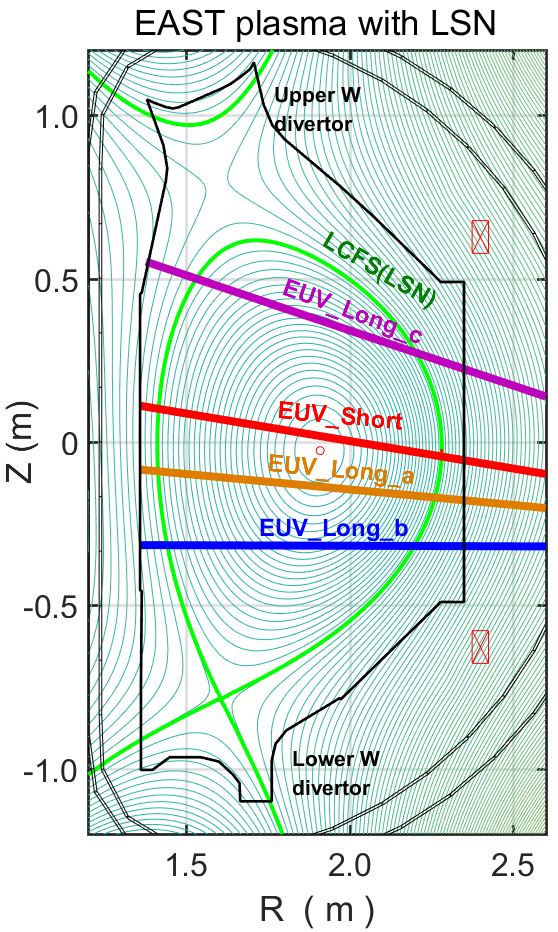 EAST plasma with LSN
Upper W
divertor
1.0
LCFS(LSN)
0.5
EUV_Long_c
EUV_Short
0
EUV_Long_a
EUV_Long_b
-0.5
Lower W
divertor
-1.0
Z (m)
1.5
2.0
2.5
R ( m )